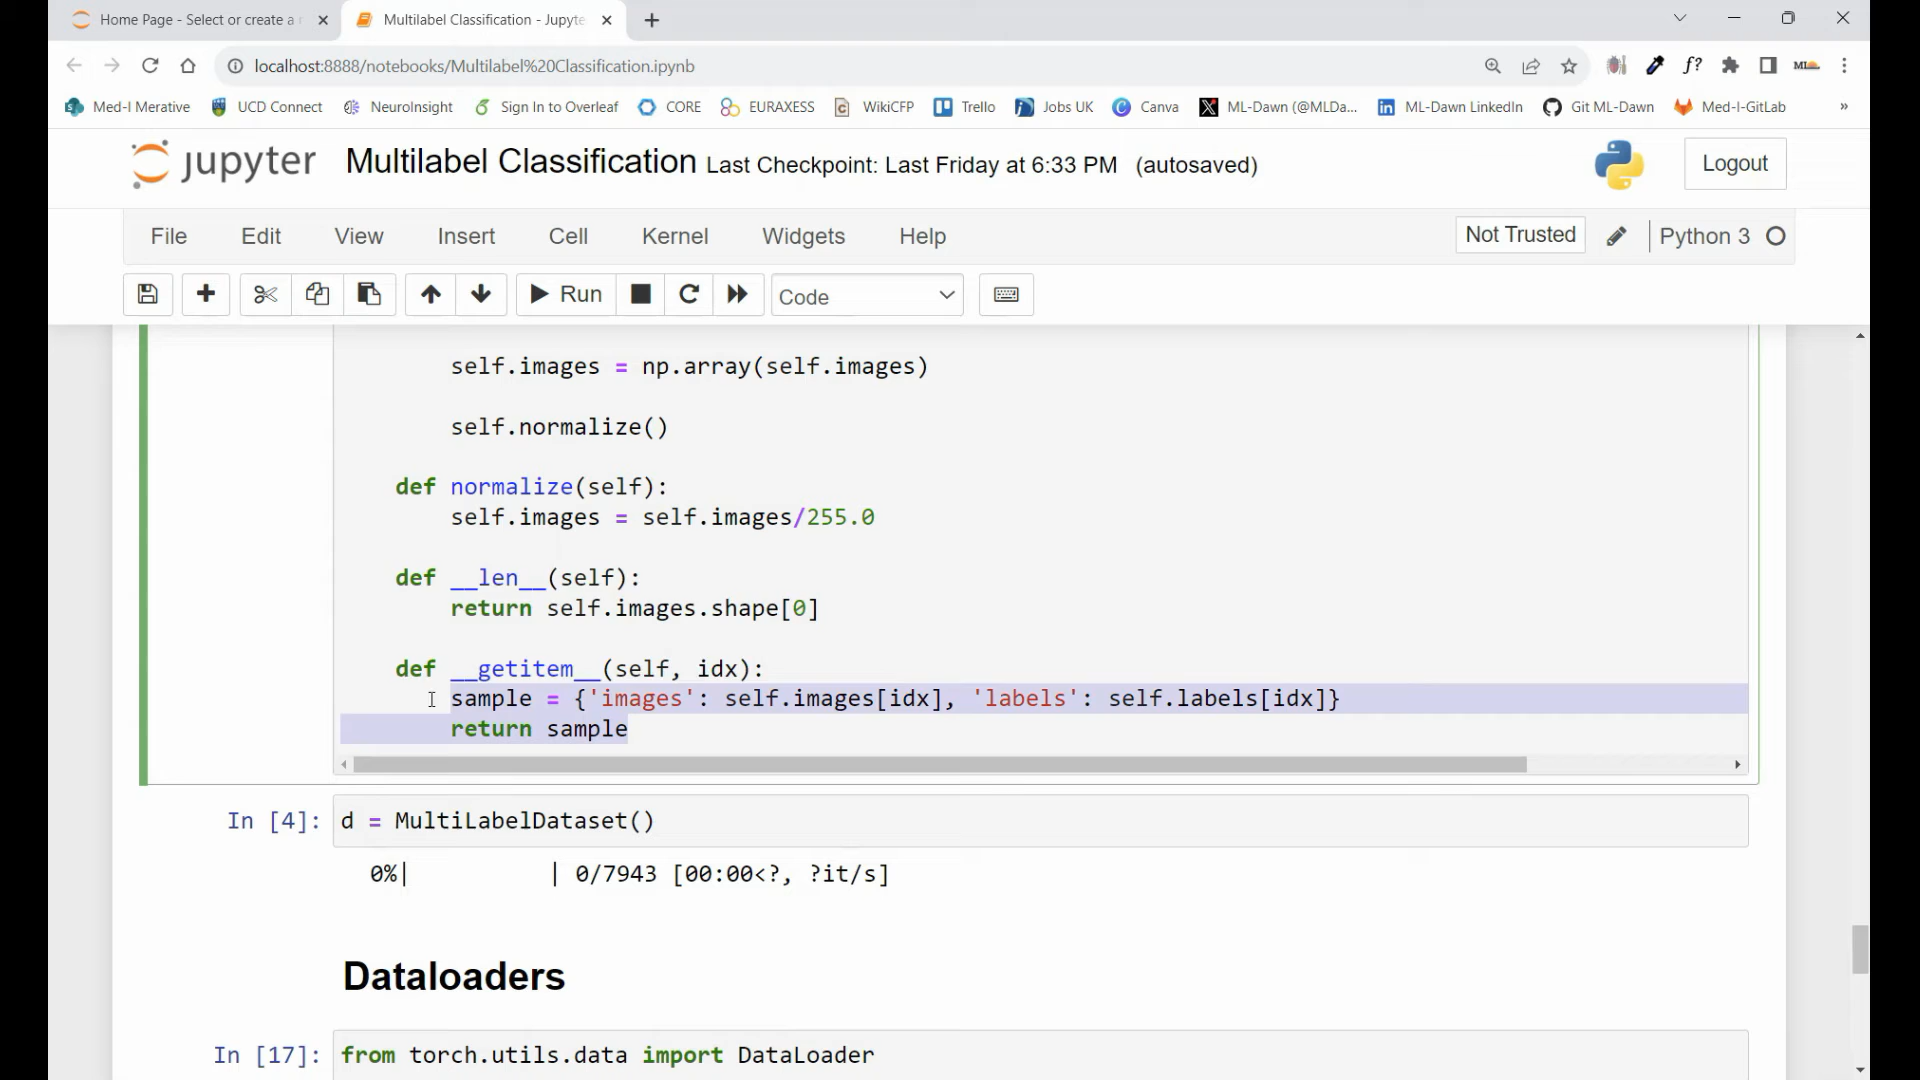 Home Page - Select or create a n
Multilabel Classification - Jupyte
localhost:8888/notebooks/Multilabel%20Classification.ipynb
f?
Med-I Merative
UCD Connect
NeuroInsight
Sign In to Overleaf
CORE
EURAXESS
WikiCFP
Trello
Jobs UK
Canva
ML-Dawn (@MLDa...
ML-Dawn LinkedIn
Git ML-Dawn
Med-I-GitLab
»
jupyter Multilabel Classification Last Checkpoint: Last Friday at 6:33 PM (autosaved)
Logout
File Edit View Insert Cell Kernel Widgets Help
Not Trusted
Python 3
Run
Code
self.images = np.array(self.images)
self.normalize()
def normalize(self):
self.images = self.images/255.0
def __len__(self):
return self.images.shape[0]
def __getitem__(self, idx):
sample = {'images': self.images[idx], 'labels': self.labels[idx]}
return sample
In [4]: d = MultiLabelDataset()
0%| | 0/7943 [00:00<?, ?it/s]
Dataloaders
In [17]: from torch.utils.data import DataLoader